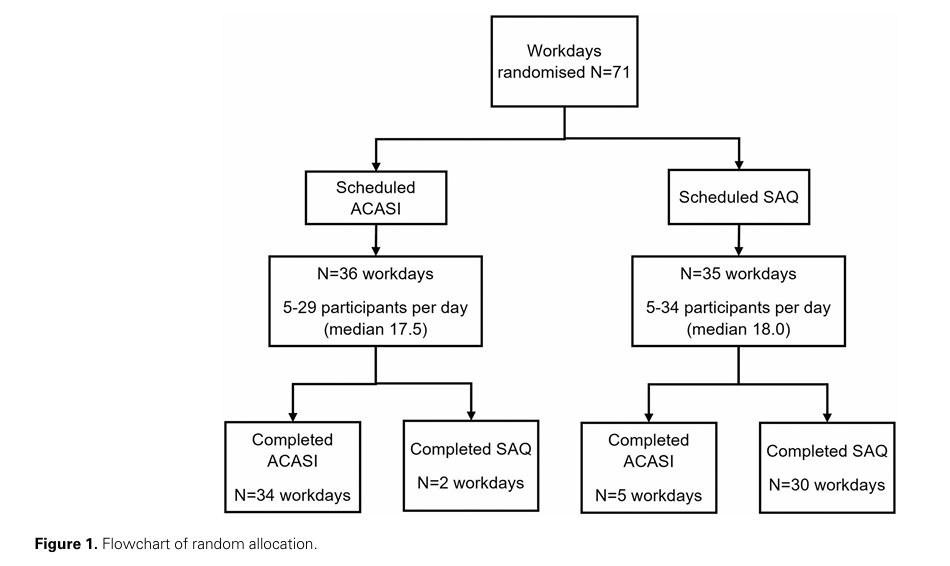 Workdays
randomised N=71
Scheduled
ACASI
Scheduled SAQ
N=36 workdays
5-29 participants per day
(median 17.5)
N=35 workdays
5-34 participants per day
(median 18.0)
Completed
ACASI
N=34 workdays
Completed SAQ
N=2 workdays
Completed
ACASI
N=5 workdays
Completed SAQ
N=30 workdays
Figure 1. Flowchart of random allocation.